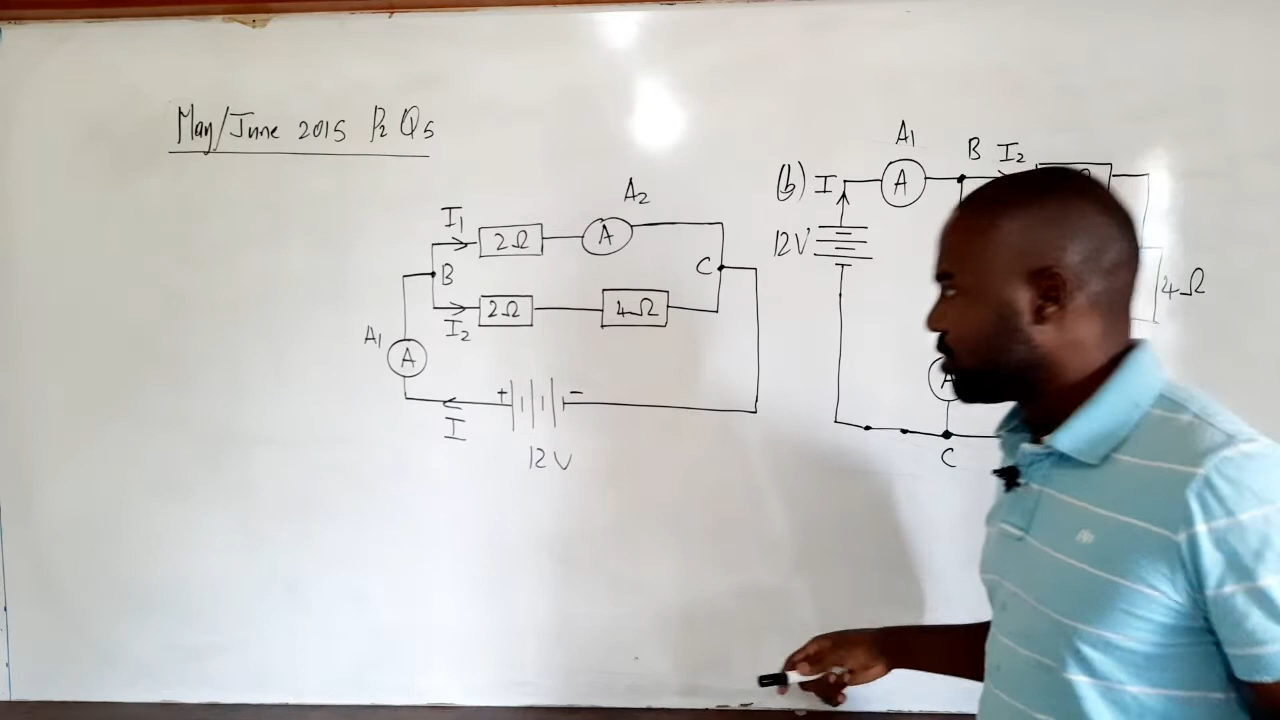 May/June 2015 P2 Q5
A2
I1
2Ω
A
B
C
I2
2Ω
4Ω
A1
A
+
-
I
12V
(b)
A1
I
A
B
I2
12V
4Ω
C